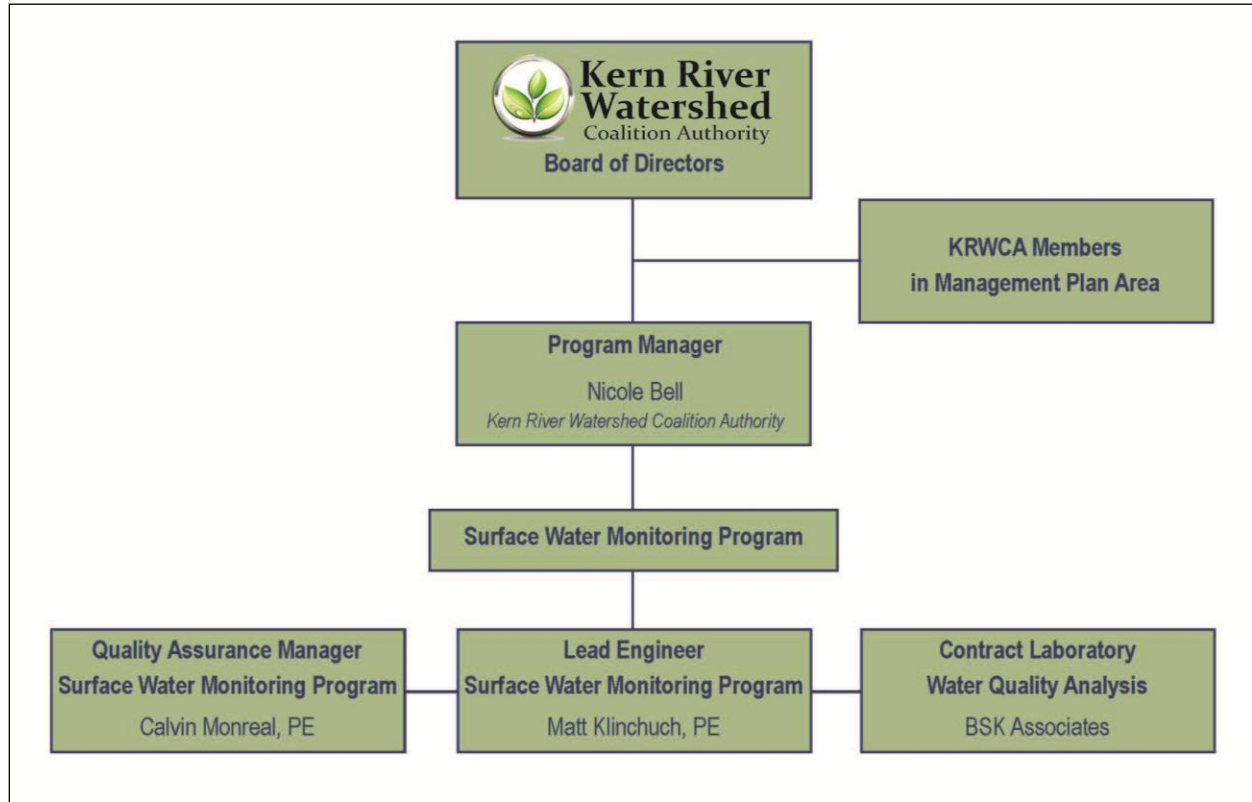 Kern River
Watershed
Coalition Authority
Board of Directors
KRWCA Members
in Management Plan Area
Program Manager
Nicole Bell
Kern River Watershed Coalition Authority
Surface Water Monitoring Program
Quality Assurance Manager
Surface Water Monitoring Program
Calvin Monreal, PE
Lead Engineer
Surface Water Monitoring Program
Matt Klinchuch, PE
Contract Laboratory
Water Quality Analysis
BSK Associates